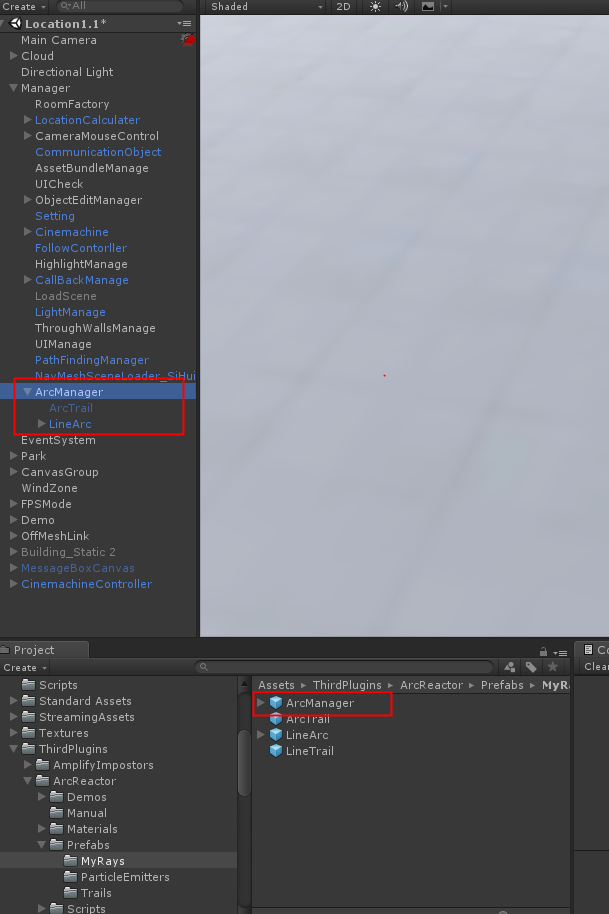 Create
All
Shaded
2D
Location1.1*
Main Camera
Cloud
Directional Light
Manager
RoomFactory
LocationCalculater
CameraMouseControl
CommunicationObject
AssetBundleManage
UICheck
ObjectEditManager
Setting
Cinemachine
FollowContorller
HighlightManage
CallBackManage
LoadScene
LightManage
ThroughWallsManage
UIManage
PathFindingManager
NavMeshSceneLoader_SiHui
ArcManager
ArcTrail
LineArc
EventSystem
Park
CanvasGroup
WindZone
FPSMode
Demo
OffMeshLink
Building_Static 2
MessageBoxCanvas
CinemachineController
Project
Create
Scripts
Standard Assets
StreamingAssets
Textures
ThirdPlugins
AmplifyImpostors
ArcReactor
Demos
Manual
Materials
Prefabs
MyRays
ParticleEmitters
Trails
Scripts
Assets ThirdPlugins ArcReactor Prefabs MyRa
ArcManager
ArcTrail
LineArc
LineTrail
Co
Clear